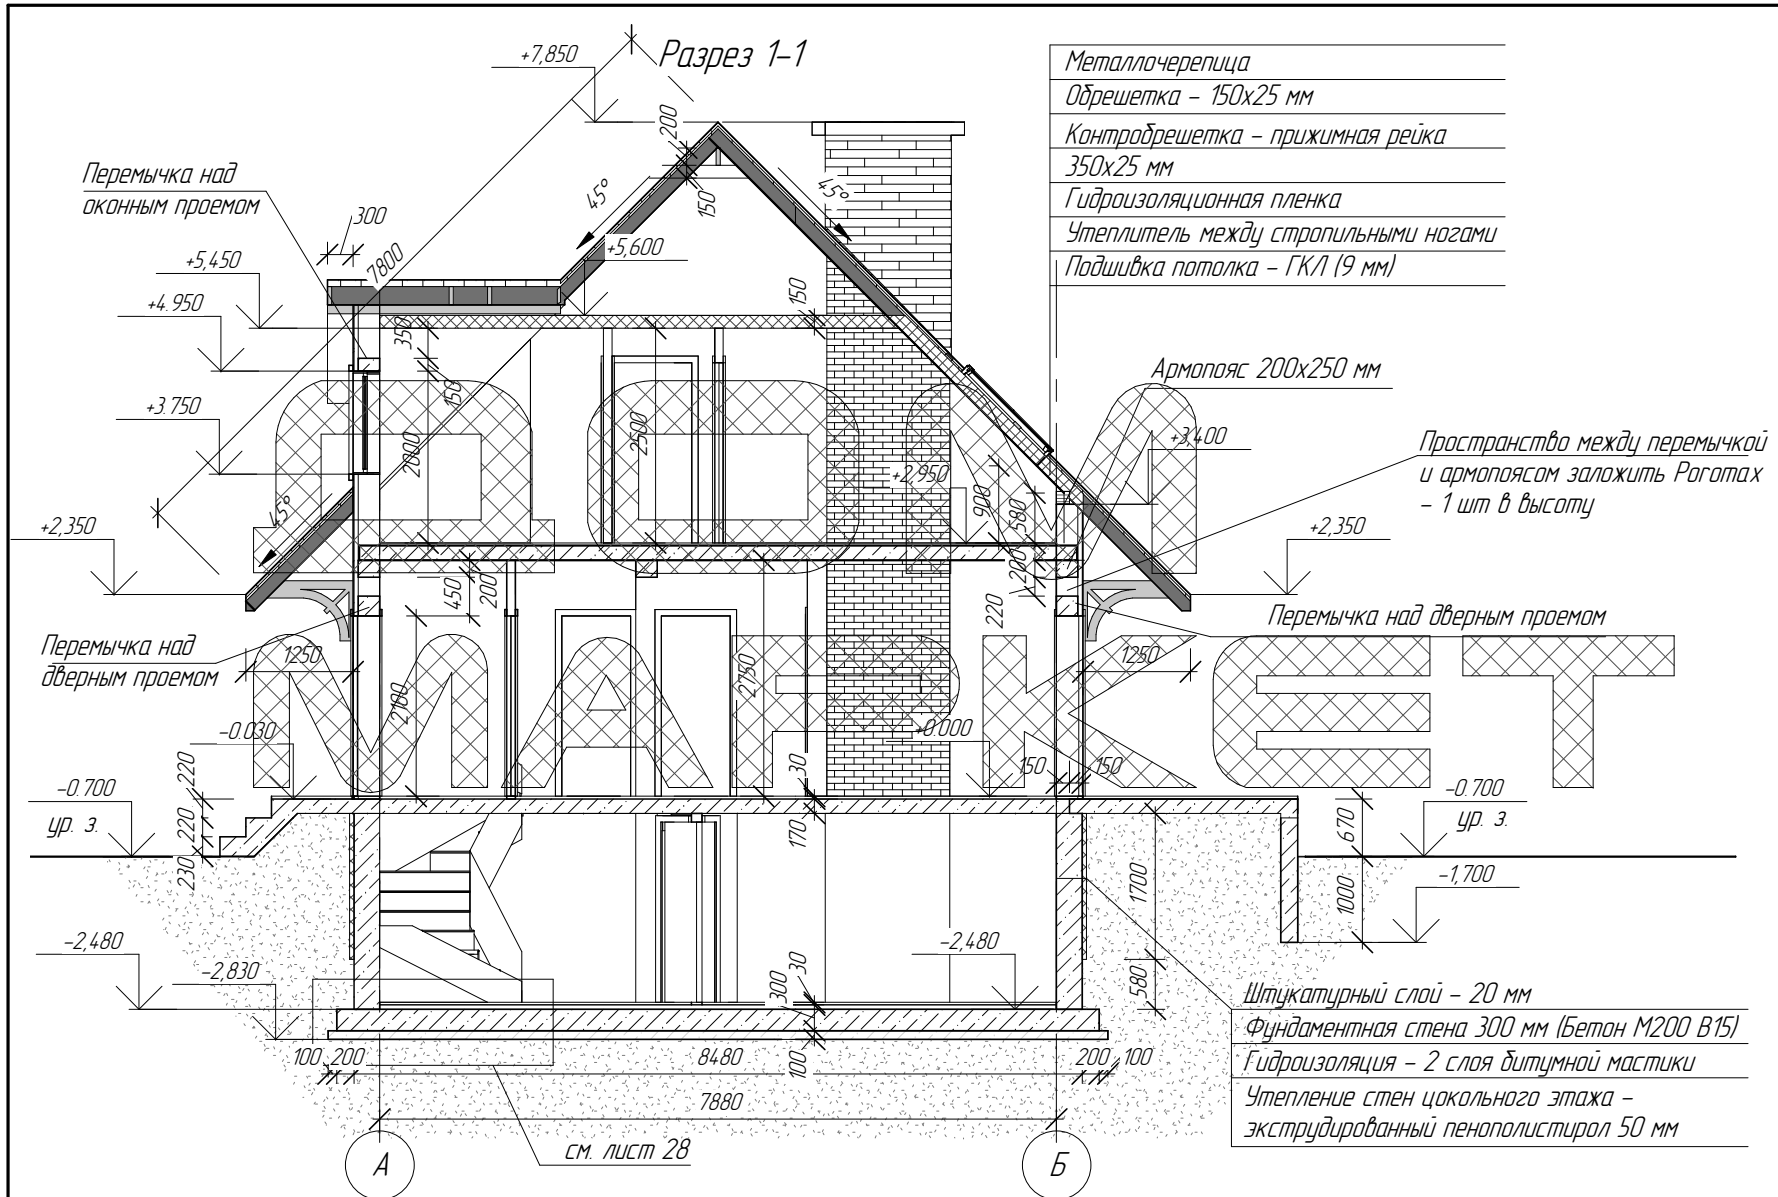 Разрез 1-1
+7,850
200
Металлочерепица
Обрешетка - 150x25 мм
Контробрешетка - прижимная рейка
350x25 мм
Гидроизоляционная пленка
Утеплитель между стропильными ногами
Подшивка потолка - ГКЛ (9 мм)
Перемычка над
оконным проемом
300
45°
150
45°
+5,450
7800
+5,600
+4.950
350
150
+3.750
150
2000
2500
Армопояс 200x250 мм
+3,400
Пространство между перемычкой
и армопоясом заложить Porotax
- 1 шт в высоту
+2,950
900
580
45°
+2,350
+2,350
450
200
200
220
Перемычка над
дверным проемом
1250
2100
2750
Перемычка над дверным проемом
1250
ДОМ
МАРКЕТ
-0.030
+0.000
150
150
30
220
220
230
-0.700
ур. з.
170
-0.700
ур. з.
670
1700
1000
-1,700
-2,480
-2,830
-2,480
30
300
580
100
100
200
8480
200
100
7880
Штукатурный слой - 20 мм
Фундаментная стена 300 мм (Бетон М200 В15)
Гидроизоляция - 2 слоя битумной мастики
Утепление стен цокольного этажа -
экструдированный пенополистирол 50 мм
см. лист 28
А
Б